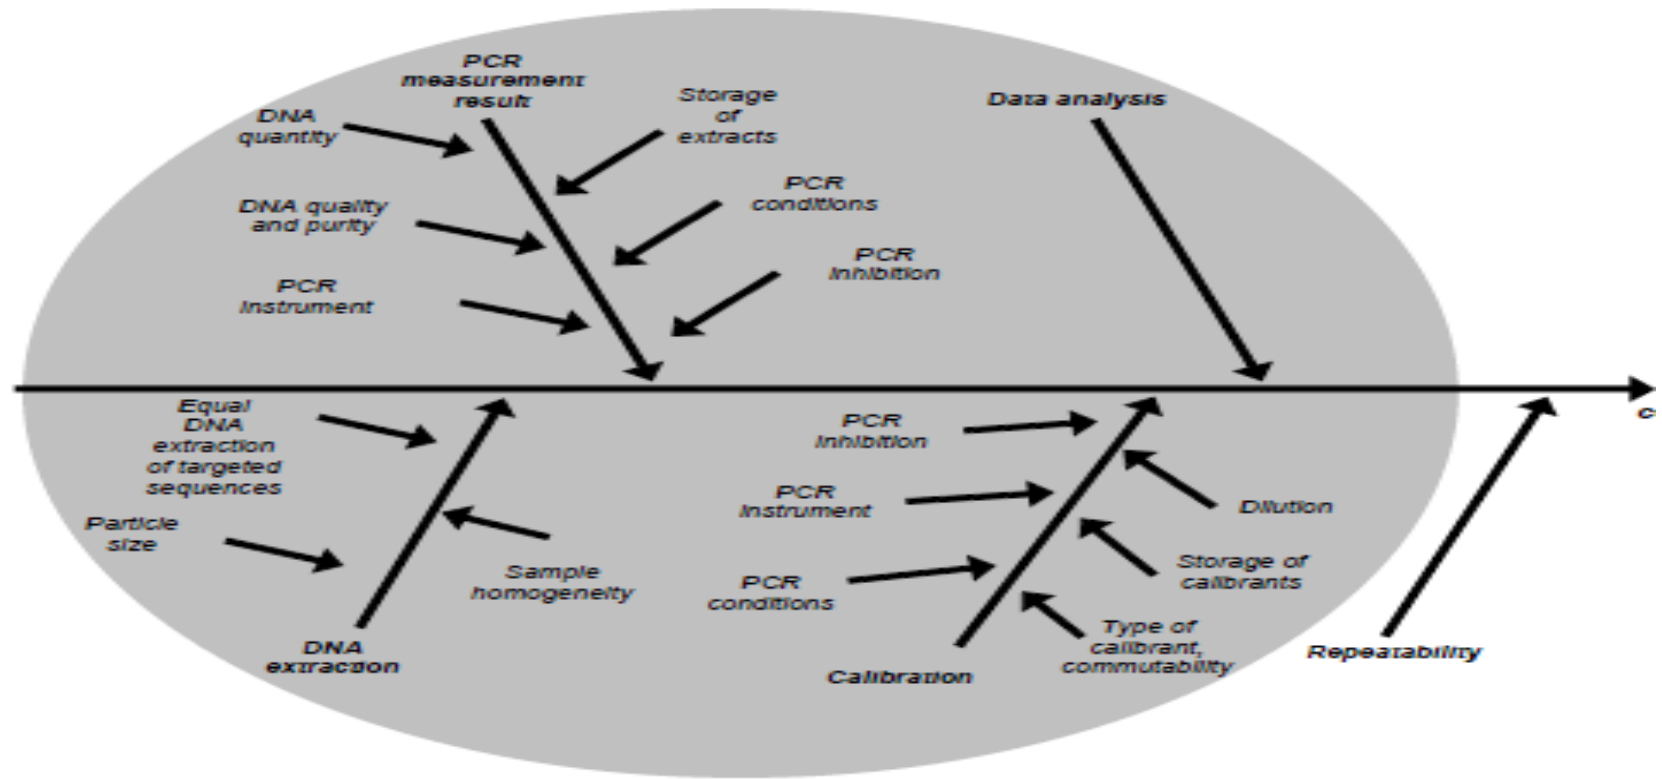 PCR
measurement
result
DNA
quantity
Storage
of
extracts
Data analysis
DNA quality
and purity
PCR
conditions
PCR
Instrument
PCR
Inhibition
c
Equal
DNA
extraction
of targeted
sequences
Particle
size
Sample
homogeneity
DNA
extraction
PCR
Inhibition
PCR
Instrument
PCR
conditions
Dilution
Storage of
calibrants
Type of
calibrant,
commutability
Calibration
Repeatability